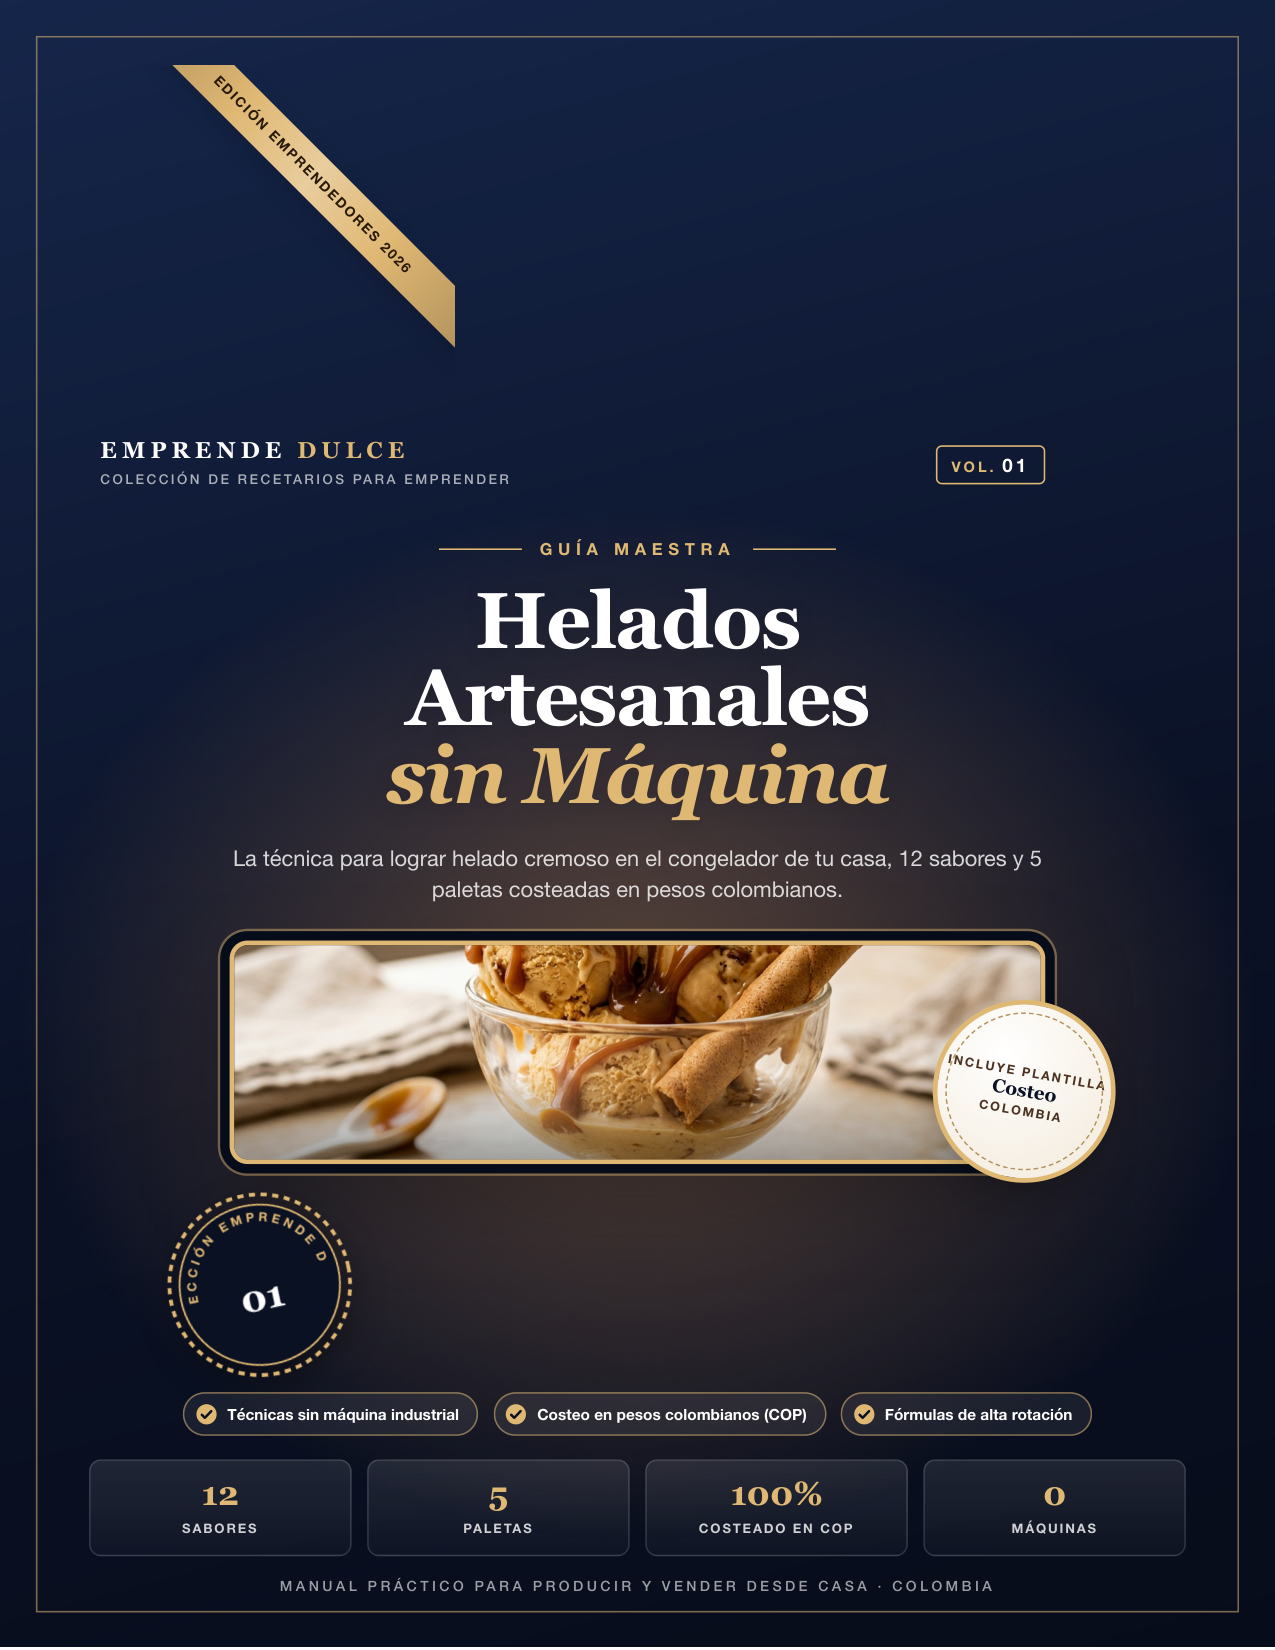 EDICIÓN EMPRENDEDORES 2026
EMPRENDE DULCE
COLECCIÓN DE RECETARIOS PARA EMPRENDER
VOL. 01
GUÍA MAESTRA
Helados
Artesanales
sin Máquina
La técnica para lograr helado cremoso en el congelador de tu casa, 12 sabores y 5
paletas costeadas en pesos colombianos.
INCLUYE PLANTILLA
Costeo
COLOMBIA
ECCIÓN EMPRENDE D
01
Técnicas sin máquina industrial
Costeo en pesos colombianos (COP)
Fórmulas de alta rotación
12
SABORES
5
PALETAS
100%
COSTEADO EN COP
0
MÁQUINAS
MANUAL PRÁCTICO PARA PRODUCIR Y VENDER DESDE CASA · COLOMBIA